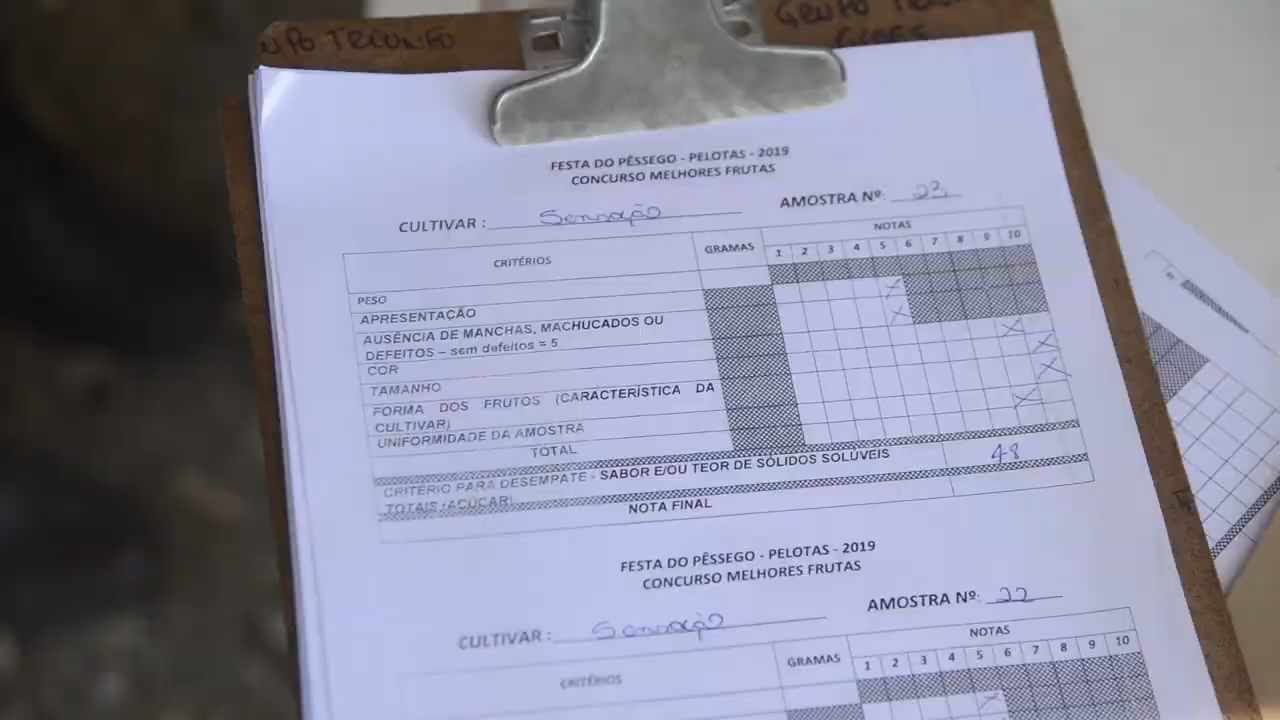 GRUPO
FESTA DO PÊSSEGO - PELOTAS - 2019
CONCURSO MELHORES FRUTAS
CULTIVAR : Sensação AMOSTRA Nº: 23
CRITÉRIOS GRAMAS NOTAS
1 2 3 4 5 6 7 8 9 10
PESO
APRESENTAÇÃO
AUSÊNCIA DE MANCHAS, MACHUCADOS OU
DEFEITOS – sem defeitos = 5
COR
TAMANHO
FORMA DOS FRUTOS (CARACTERÍSTICA DA
CULTIVAR)
UNIFORMIDADE DA AMOSTRA
TOTAL 48
CRITÉRIO PARA DESEMPATE - SABOR E/OU TEOR DE SÓLIDOS SOLÚVEIS
TOTAIS (AÇÚCAR)
NOTA FINAL
FESTA DO PÊSSEGO - PELOTAS - 2019
CONCURSO MELHORES FRUTAS
CULTIVAR : Sensação AMOSTRA Nº: 22
CRITÉRIOS GRAMAS NOTAS
1 2 3 4 5 6 7 8 9 10